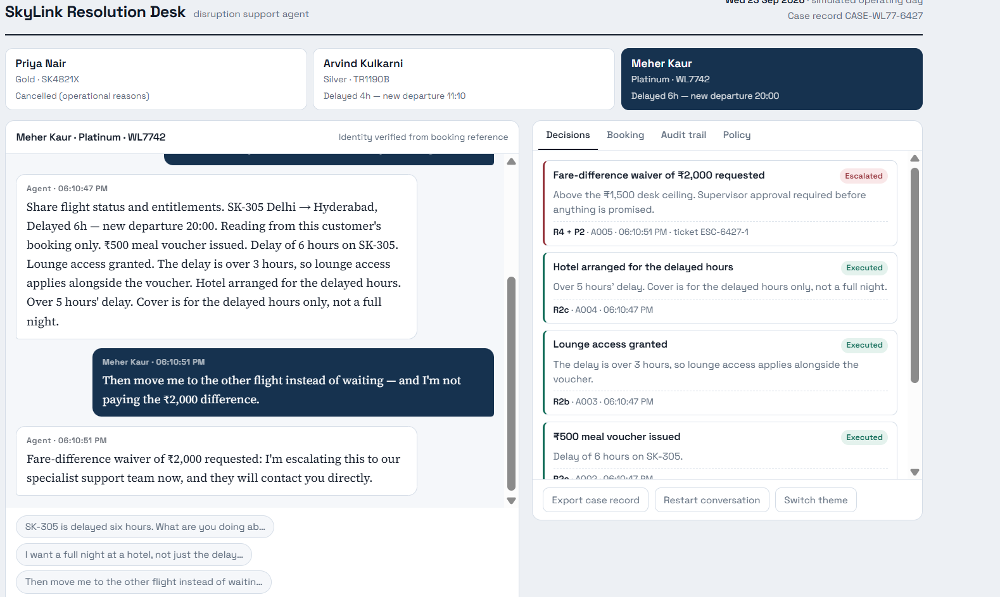 SkyLink Resolution Desk disruption support agent
Wed 23 Sep 2026 · simulated operating day
Case record CASE-WL77-6427
Priya Nair
Gold · SK4821X
Cancelled (operational reasons)
Arvind Kulkarni
Silver · TR1190B
Delayed 4h — new departure 11:10
Meher Kaur
Platinum · WL7742
Delayed 6h — new departure 20:00
Meher Kaur · Platinum · WL7742
Identity verified from booking reference
Agent · 06:10:47 PM
Share flight status and entitlements. SK-305 Delhi → Hyderabad,
Delayed 6h — new departure 20:00. Reading from this customer's
booking only. ₹500 meal voucher issued. Delay of 6 hours on SK-305.
Lounge access granted. The delay is over 3 hours, so lounge access
applies alongside the voucher. Hotel arranged for the delayed hours.
Over 5 hours' delay. Cover is for the delayed hours only, not a full
night.
Meher Kaur · 06:10:51 PM
Then move me to the other flight instead of waiting — and I'm not
paying the ₹2,000 difference.
Agent · 06:10:51 PM
Fare-difference waiver of ₹2,000 requested: I'm escalating this to our
specialist support team now, and they will contact you directly.
SK-305 is delayed six hours. What are you doing ab...
I want a full night at a hotel, not just the delay...
Then move me to the other flight instead of waitin...
Decisions Booking Audit trail Policy
Fare-difference waiver of ₹2,000 requested
Escalated
Above the ₹1,500 desk ceiling. Supervisor approval required before
anything is promised.
R4 + P2 · A005 · 06:10:51 PM · ticket ESC-6427-1
Hotel arranged for the delayed hours
Executed
Over 5 hours' delay. Cover is for the delayed hours only, not a full night.
R2c · A004 · 06:10:47 PM
Lounge access granted
Executed
The delay is over 3 hours, so lounge access applies alongside the
voucher.
R2b · A003 · 06:10:47 PM
₹500 meal voucher issued
Executed
Delay of 6 hours on SK-305.
A002 · 06:10:47 PM
Export case record Restart conversation Switch theme